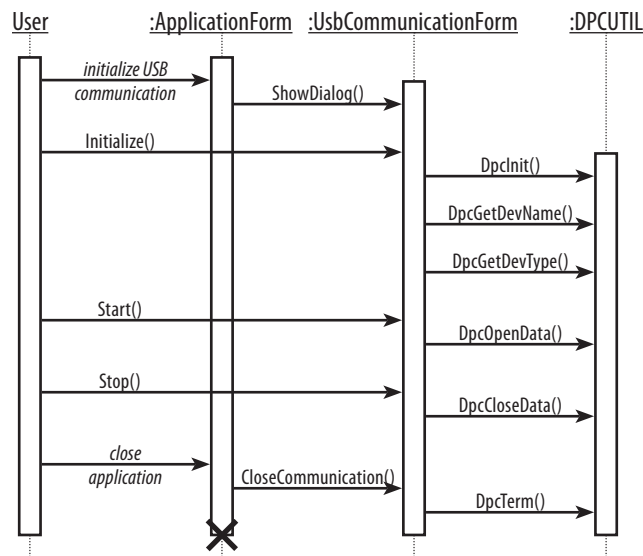 User :ApplicationForm :UsbCommunicationForm :DPCUTIL
initialize USB
communication
ShowDialog()
Initialize()
DpcInit()
DpcGetDevName()
DpcGetDevType()
Start()
DpcOpenData()
Stop()
DpcCloseData()
close
application
CloseCommunication()
DpcTerm()